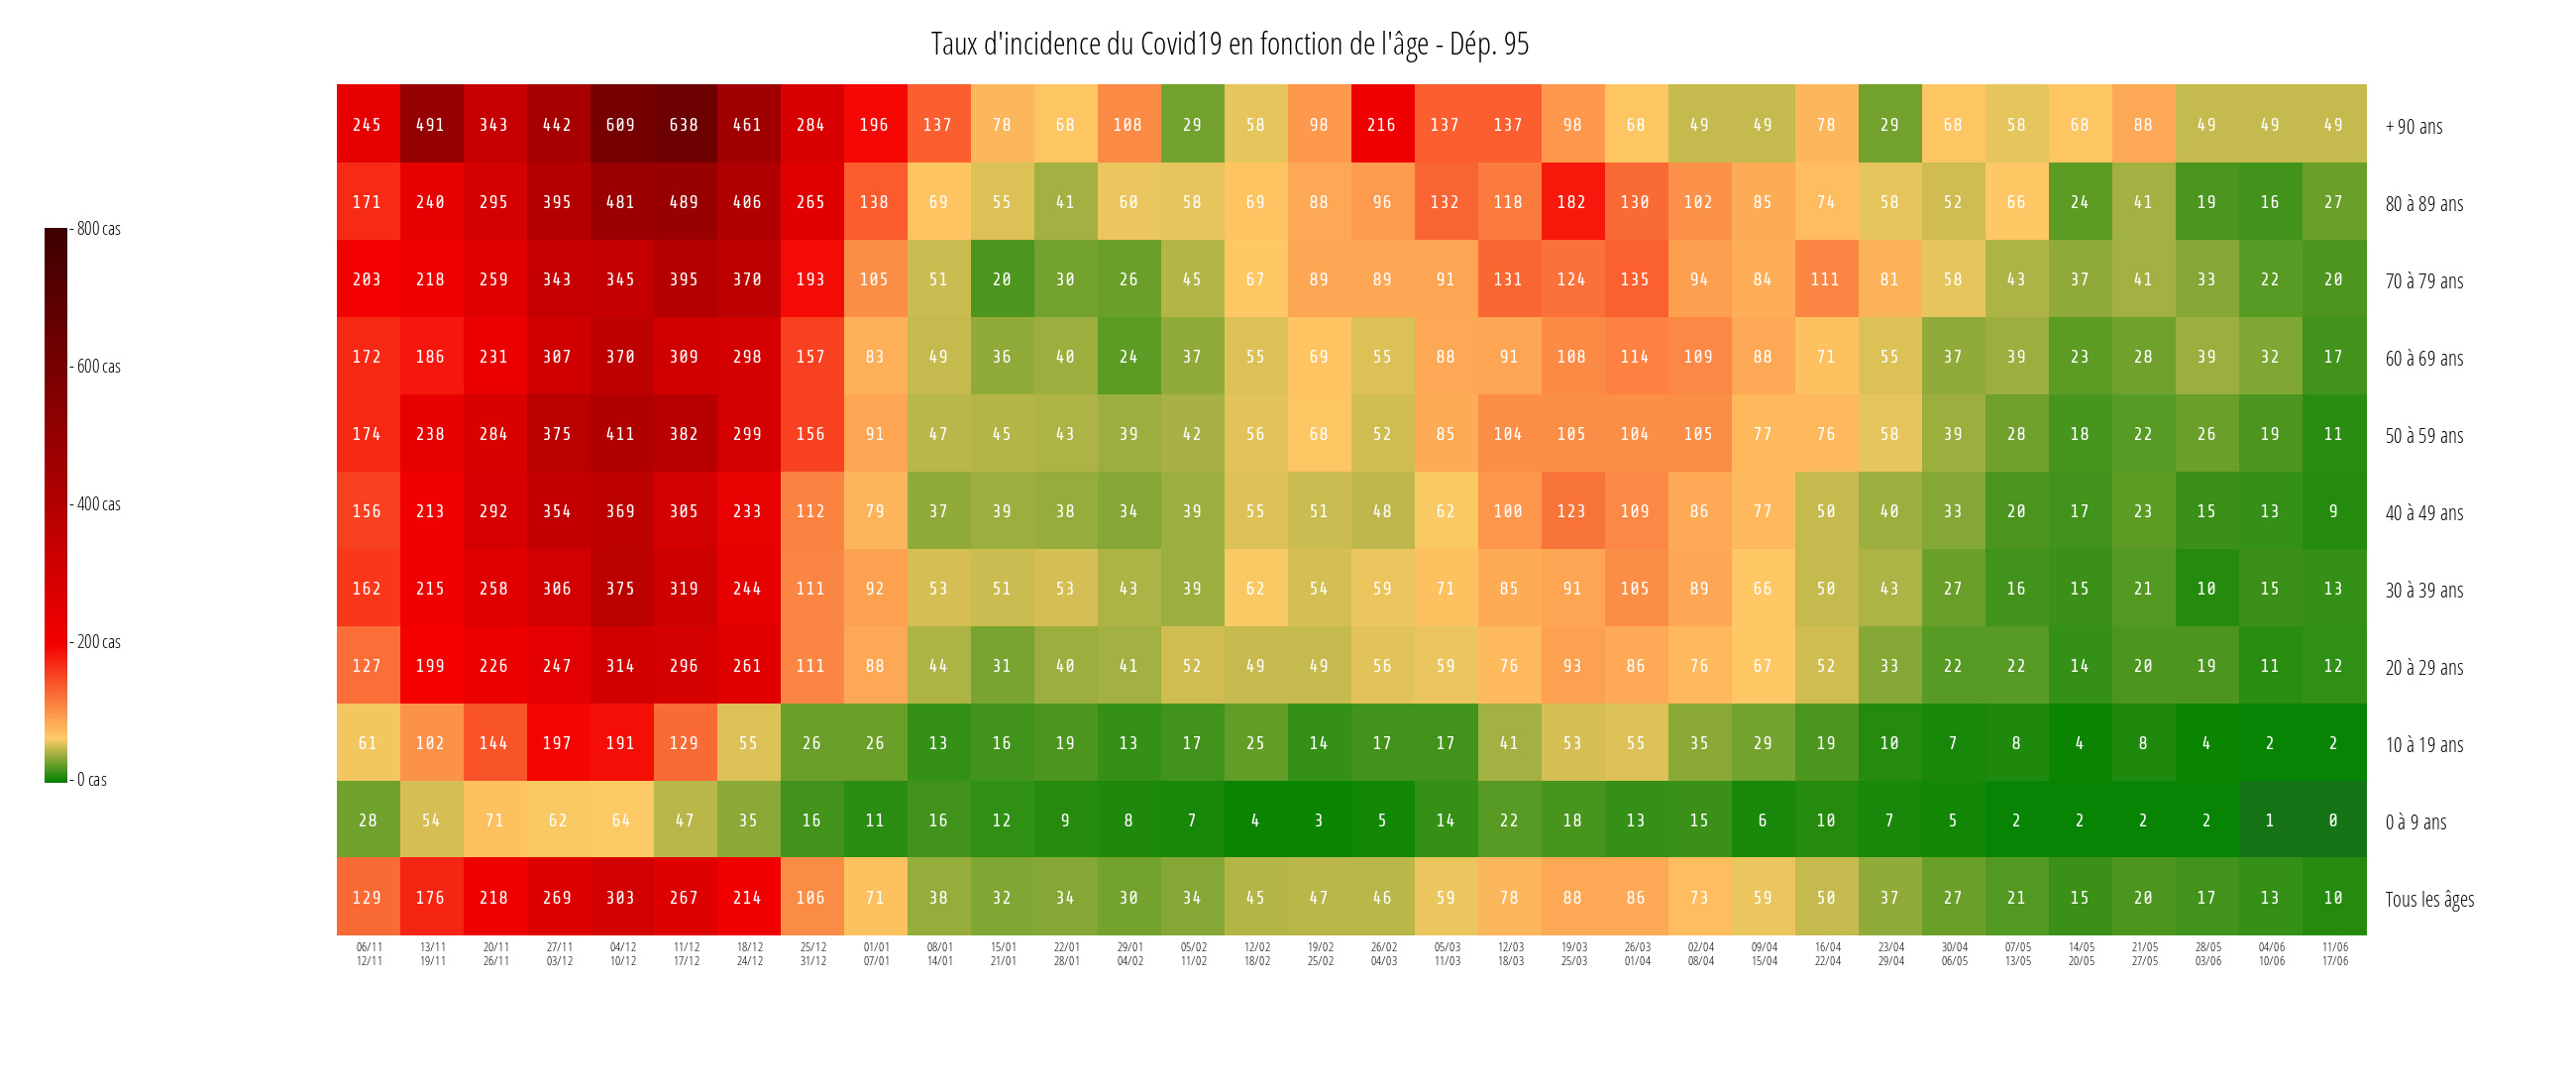 Taux d'incidence du Covid19 en fonction de l'âge - Dép. 95
245 491 343 442 609 638 461 284 196 137 78 68 108 29 58 98 216 137 137 98 68 49 49 78 29 68 58 68 88 49 49 49 + 90 ans
171 240 295 395 481 489 406 265 138 69 55 41 60 58 69 88 96 132 118 182 130 102 85 74 58 52 66 24 41 19 16 27 80 à 89 ans
- 800 cas
203 218 259 343 345 395 370 193 105 51 20 30 26 45 67 89 89 91 131 124 135 94 84 111 81 58 43 37 41 33 22 20 70 à 79 ans
172 186 231 307 370 309 298 157 83 49 36 40 24 37 55 69 55 88 91 108 114 109 88 71 55 37 39 23 28 39 32 17 60 à 69 ans
- 600 cas
174 238 284 375 411 382 299 156 91 47 45 43 39 42 56 68 52 85 104 105 104 105 77 76 58 39 28 18 22 26 19 11 50 à 59 ans
- 400 cas
156 213 292 354 369 305 233 112 79 37 39 38 34 39 55 51 48 62 100 123 109 86 77 50 40 33 20 17 23 15 13 9 40 à 49 ans
162 215 258 306 375 319 244 111 92 53 51 53 43 39 62 54 59 71 85 91 105 89 66 50 43 27 16 15 21 10 15 13 30 à 39 ans
- 200 cas
127 199 226 247 314 296 261 111 88 44 31 40 41 52 49 49 56 59 76 93 86 76 67 52 33 22 22 14 20 19 11 12 20 à 29 ans
61 102 144 197 191 129 55 26 26 13 16 19 13 17 25 14 17 17 41 53 55 35 29 19 10 7 8 4 8 4 2 2 10 à 19 ans
- 0 cas
28 54 71 62 64 47 35 16 11 16 12 9 8 7 4 3 5 14 22 18 13 15 6 10 7 5 2 2 2 2 1 0 0 à 9 ans
129 176 218 269 303 267 214 106 71 38 32 34 30 34 45 47 46 59 78 88 86 73 59 50 37 27 21 15 20 17 13 10 Tous les âges
06/11 13/11 20/11 27/11 04/12 11/12 18/12 25/12 01/01 08/01 15/01 22/01 29/01 05/02 12/02 19/02 26/02 05/03 12/03 19/03 26/03 02/04 09/04 16/04 23/04 30/04 07/05 14/05 21/05 28/05 04/06 11/06
12/11 19/11 26/11 03/12 10/12 17/12 24/12 31/12 07/01 14/01 21/01 28/01 04/02 11/02 18/02 25/02 04/03 11/03 18/03 25/03 01/04 08/04 15/04 22/04 29/04 06/05 13/05 20/05 27/05 03/06 10/06 17/06